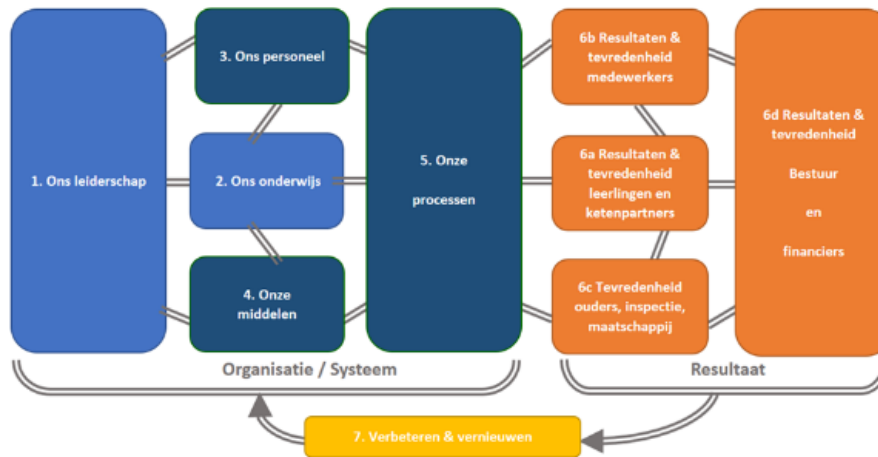 1. Ons leiderschap
3. Ons personeel
2. Ons onderwijs
4. Onze
middelen
5. Onze
processen
6b Resultaten &
tevredenheid
medewerkers
6a Resultaten &
tevredenheid
leerlingen en
ketenpartners
6c Tevredenheid
ouders, inspectie,
maatschappij
6d Resultaten &
tevredenheid
Bestuur
en
financiers
Organisatie / Systeem
Resultaat
7. Verbeteren & vernieuwen